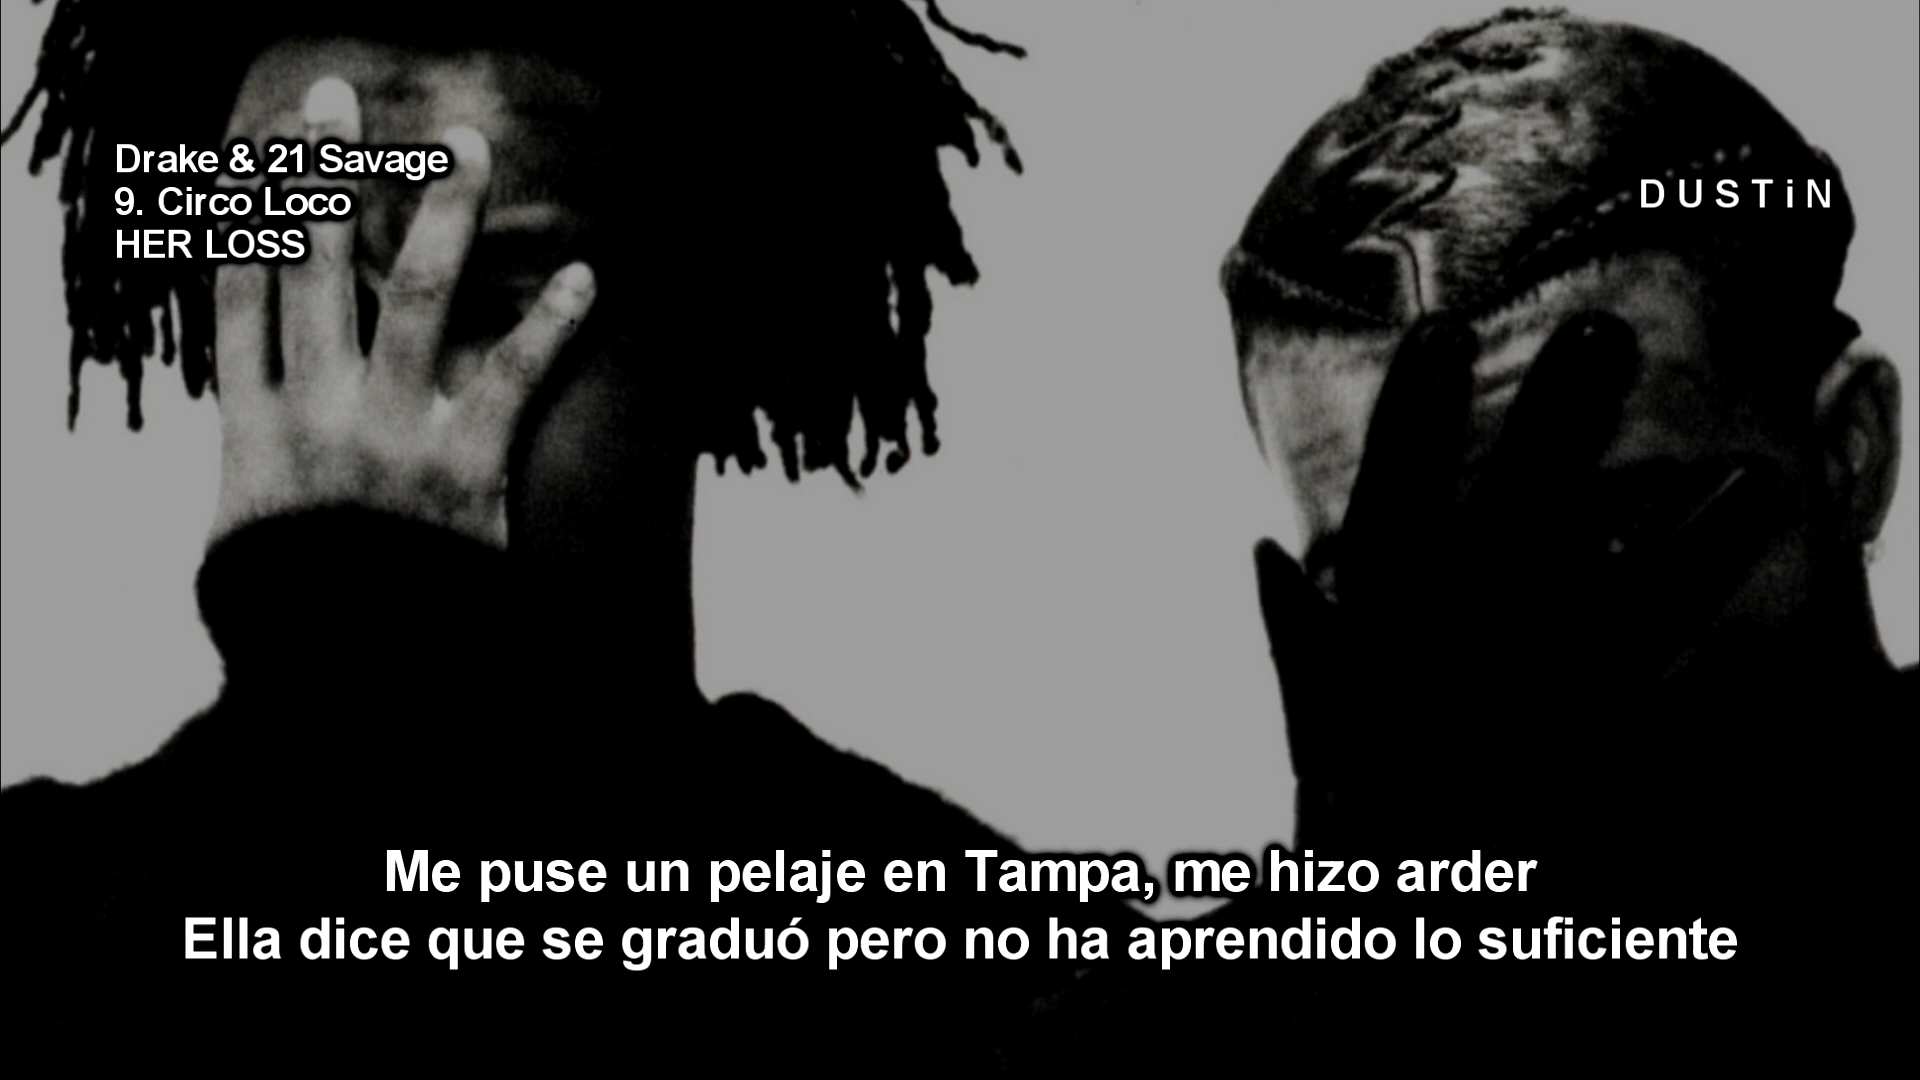 Drake & 21 Savage
9. Circo Loco
HER LOSS
DUSTiN
Me puse un pelaje en Tampa, me hizo arder
Ella dice que se graduó pero no ha aprendido lo suficiente